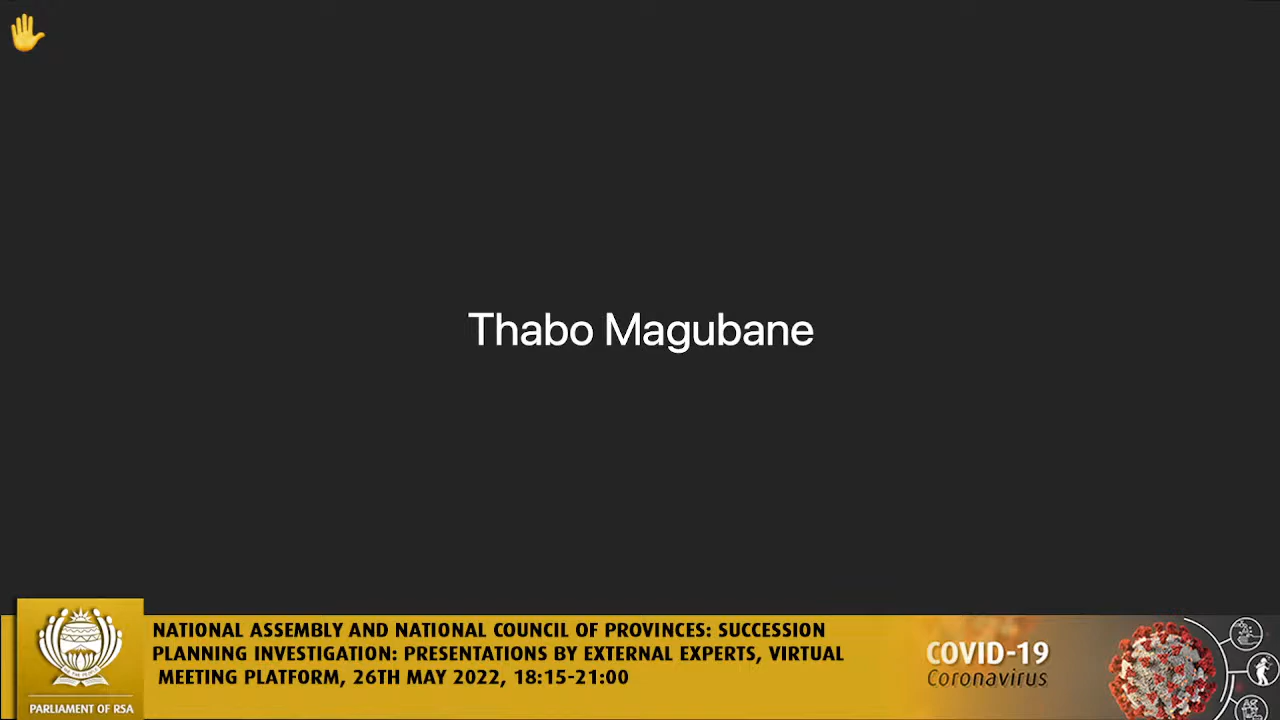 Thabo Magubane
NATIONAL ASSEMBLY AND NATIONAL COUNCIL OF PROVINCES: SUCCESSION
PLANNING INVESTIGATION: PRESENTATIONS BY EXTERNAL EXPERTS, VIRTUAL
MEETING PLATFORM, 26TH MAY 2022, 18:15-21:00
PARLIAMENT OF RSA
COVID-19
Coronavirus